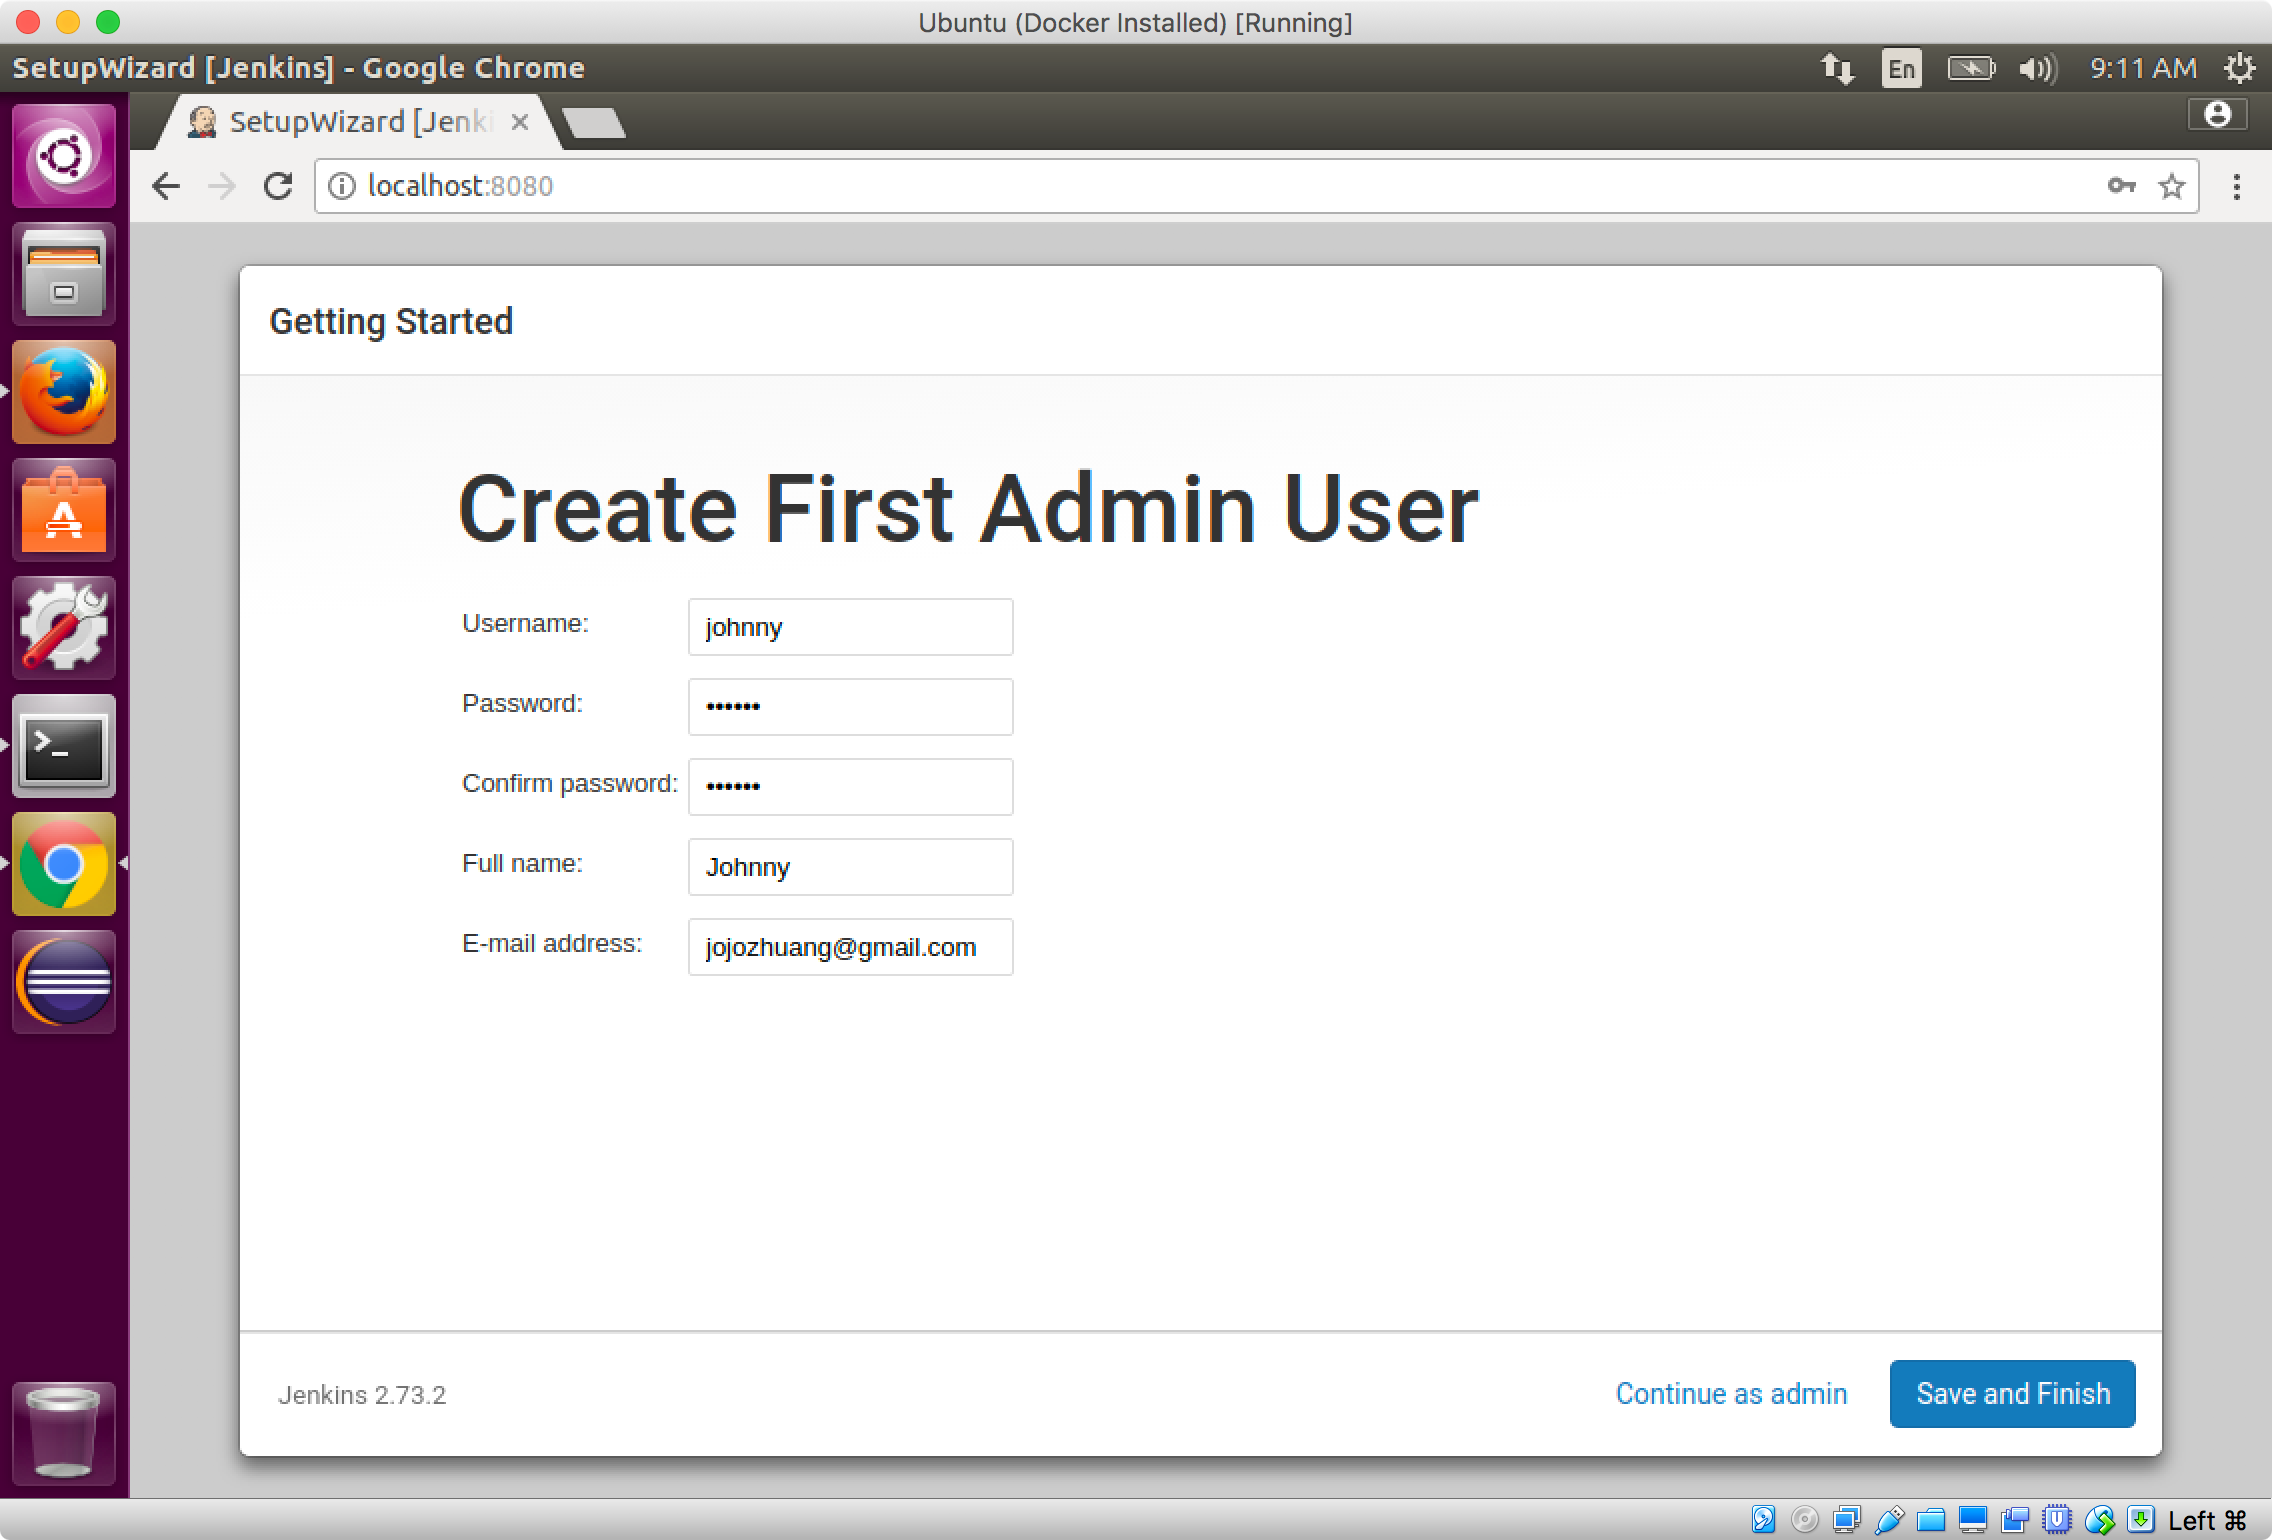 Ubuntu (Docker Installed) [Running]
SetupWizard [Jenkins] - Google Chrome
En
9:11 AM
SetupWizard [Jenki
localhost:8080
Getting Started
Create First Admin User
Username: johnny
Password: ••••••
Confirm password: ••••••
Full name: Johnny
E-mail address: jojozhuang@gmail.com
Jenkins 2.73.2
Continue as admin
Save and Finish
Left ⌘